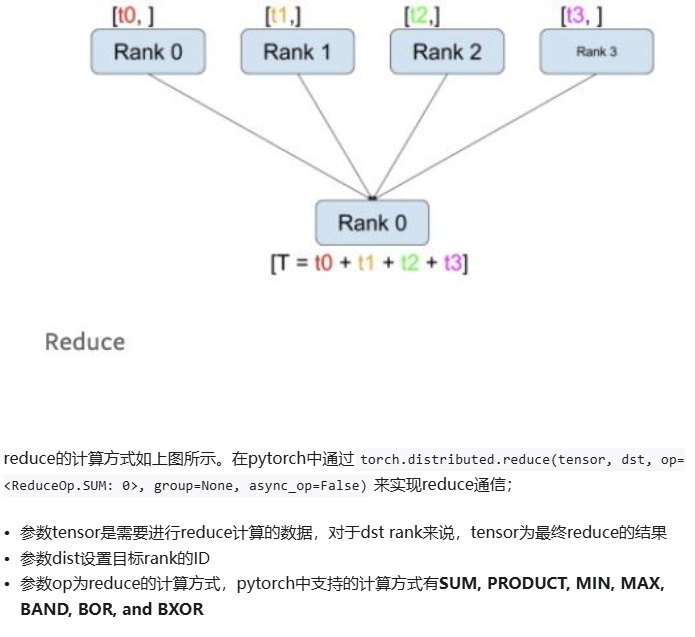 [t0, ] [t1,] [t2,] [t3, ]
Rank 0 Rank 1 Rank 2 Rank 3
Rank 0
[T = t0 + t1 + t2 + t3]
Reduce
reduce的计算方式如上图所示。在pytorch中通过 torch.distributed.reduce(tensor, dst, op=
<ReduceOp.SUM: 0>, group=None, async_op=False) 来实现reduce通信；
• 参数tensor是需要进行reduce计算的数据，对于dst rank来说，tensor为最终reduce的结果
• 参数dist设置目标rank的ID
• 参数op为reduce的计算方式，pytorch中支持的计算方式有SUM, PRODUCT, MIN, MAX,
BAND, BOR, and BXOR